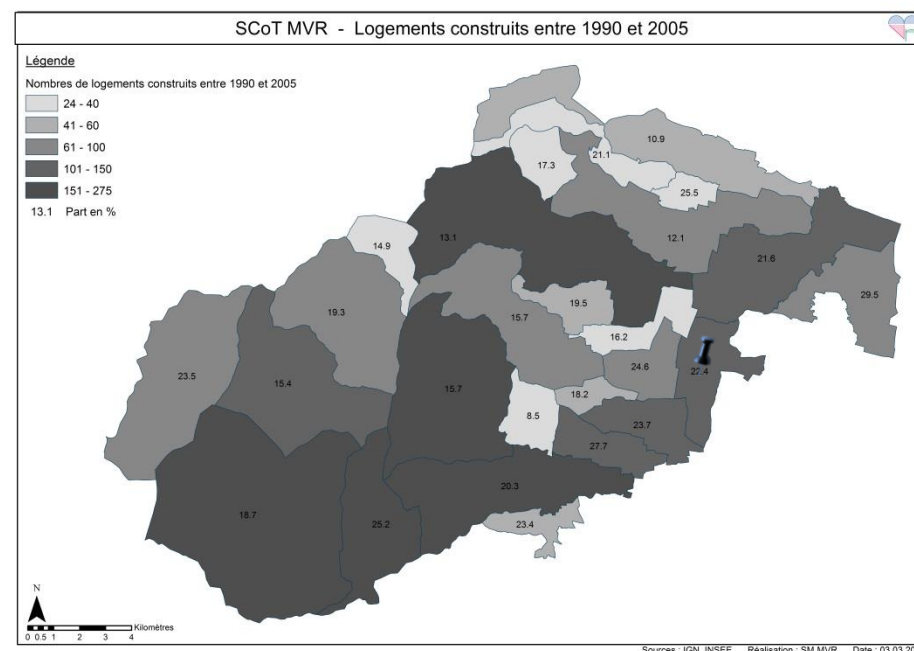 SCoT MVR - Logements construits entre 1990 et 2005
Légende
Nombres de logements construits entre 1990 et 2005
24 - 40
41 - 60
61 - 100
101 - 150
151 - 275
13.1 Part en %
10.9
21.1
17.3
25.5
12.1
13.1
14.9
21.6
29.5
19.5
19.3
15.7
16.2
23.5
24.6
15.4
15.7
18.2
8.5
23.7
27.7
20.3
18.7
25.2
23.4
N
0 0.5 1 2 3 4 Kilomètres
Sources : IGN, INSEE Réalisation : SM MVR Date : 03.03.20